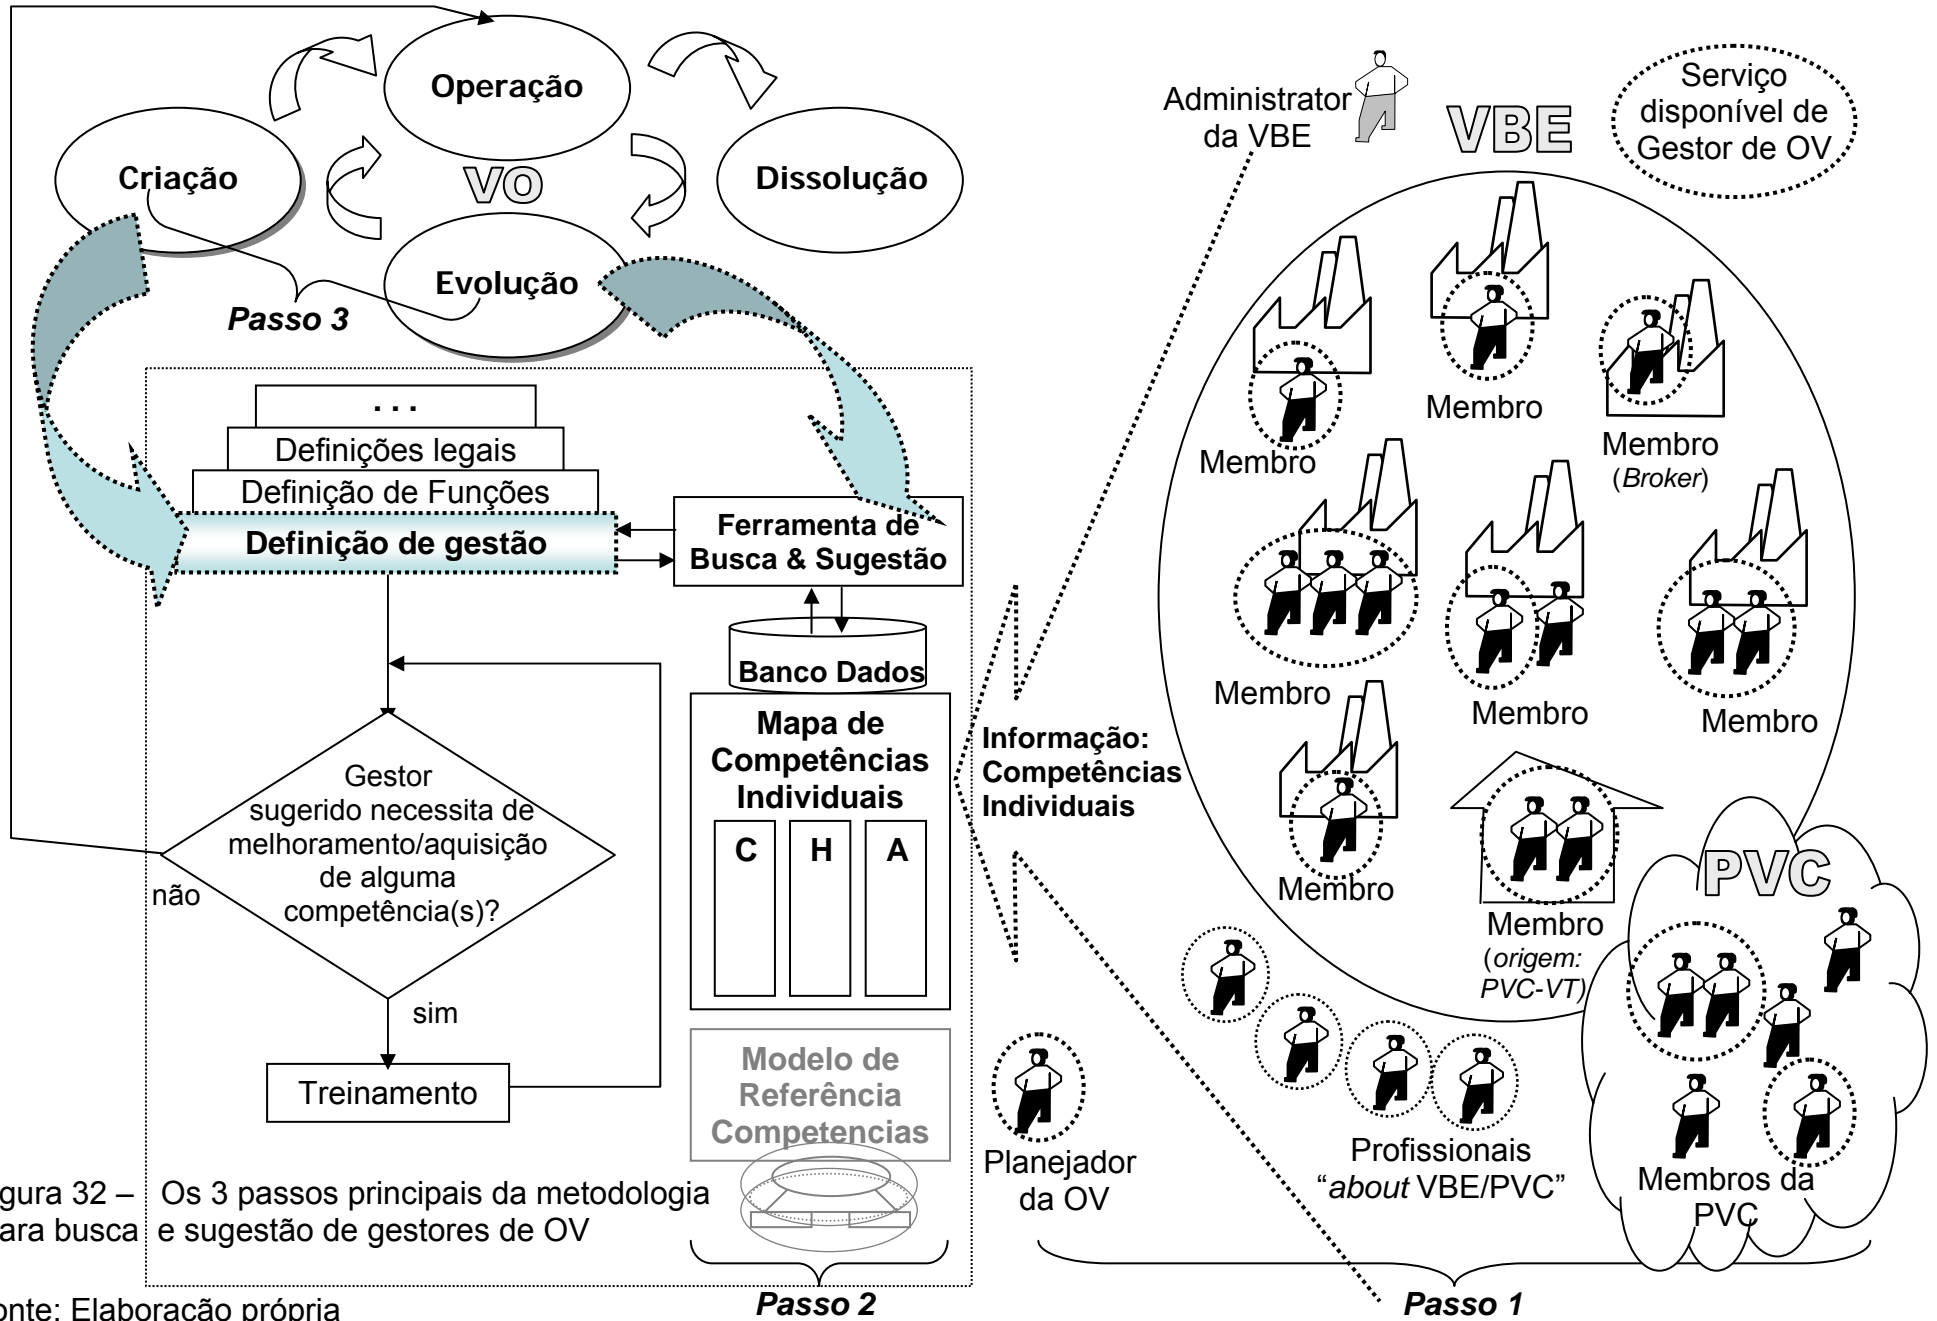 Operação
Criação
VO
Dissolução
Evolução
Passo 3
. . .
Definições legais
Definição de Funções
Definição de gestão
Ferramenta de
Busca & Sugestão
Banco Dados
Mapa de
Competências
Individuais
C H A
Gestor
sugerido necessita de
melhoramento/aquisição
de alguma
competência(s)?
não
sim
Treinamento
Modelo de
Referência
Competencias
Passo 2
Informação:
Competências
Individuais
Planejador
da OV
Administrator
da VBE
VBE
Serviço
disponível de
Gestor de OV
Membro
Membro
Membro
(Broker)
Membro
Membro
Membro
Membro
Membro
(origem:
PVC-VT)
PVC
Profissionais
“about VBE/PVC”
Membros da
PVC
Passo 1
gura 32 – Os 3 passos principais da metodologia
ara busca e sugestão de gestores de OV
onte: Elaboração própria